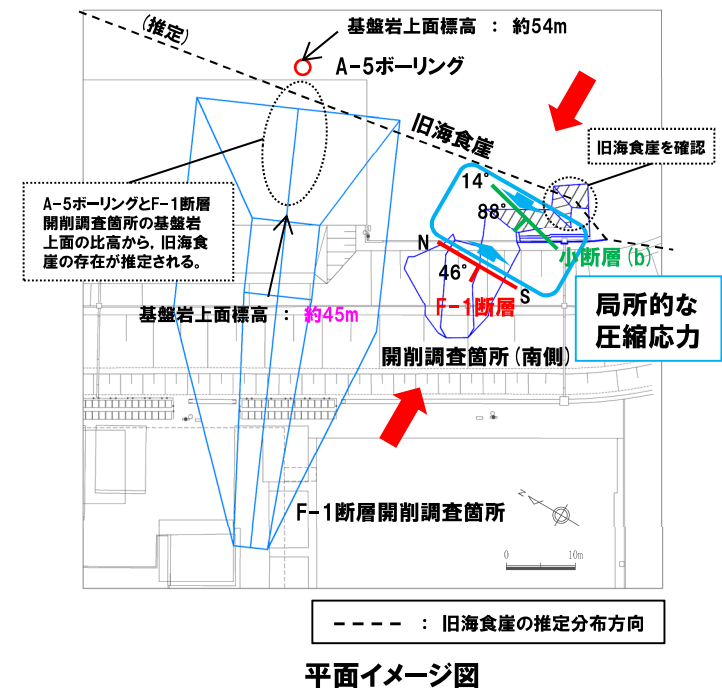 (推定)
基盤岩上面標高 : 約54m
A-5ボーリング
旧海食崖
旧海食崖を確認
A-5ボーリングとF-1断層
開削調査箇所の基盤岩
上面の比高から,旧海食
崖の存在が推定される。
14°
88°
N
46°
S
小断層(b)
F-1断層
基盤岩上面標高 : 約45m
局所的な
圧縮応力
開削調査箇所(南側)
F-1断層開削調査箇所
N
0 10m
---- : 旧海食崖の推定分布方向
平面イメージ図